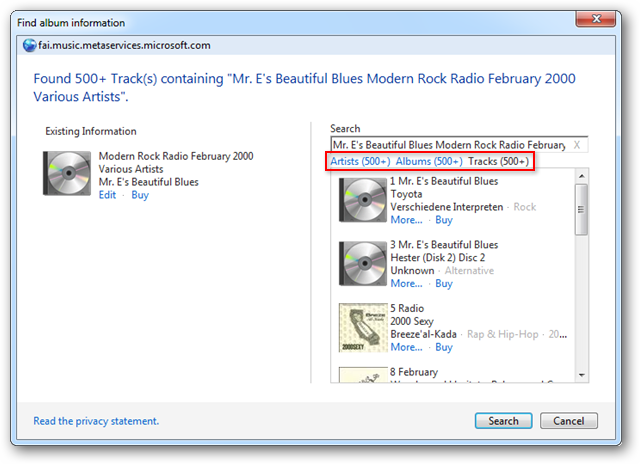 Find album information
fai.music.metaservices.microsoft.com
Found 500+ Track(s) containing "Mr. E's Beautiful Blues Modern Rock Radio February 2000
Various Artists".
Existing Information
Modern Rock Radio February 2000
Various Artists
Mr. E's Beautiful Blues
Edit · Buy
Search
Mr. E's Beautiful Blues Modern Rock Radio February X
Artists (500+) Albums (500+) Tracks (500+)
1 Mr. E's Beautiful Blues
Toyota
Verschiedene Interpreten · Rock
More... · Buy
3 Mr. E's Beautiful Blues
Hester (Disk 2) Disc 2
Unknown · Alternative
More... · Buy
5 Radio
2000 Sexy
Breeze'al-Kada · Rap & Hip-Hop · 20...
More... · Buy
8 February
Read the privacy statement.
Search Cancel